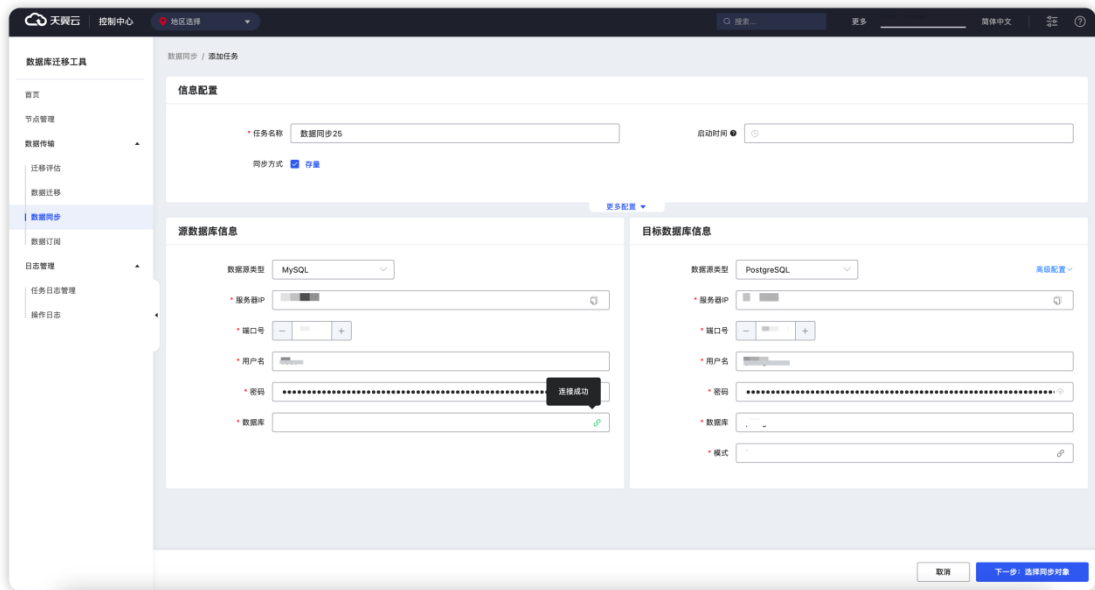 天翼云 控制中心 地区选择 搜索... 更多 简体中文
数据库迁移工具
首页
节点管理
数据传输
迁移评估
数据迁移
数据同步
数据订阅
日志管理
任务日志管理
操作日志
数据同步 / 添加任务
信息配置
* 任务名称 数据同步25 启动时间
同步方式 存量
更多配置
源数据库信息
数据源类型 MySQL
* 服务器IP
* 端口号
* 用户名
* 密码
连接成功
* 数据库
目标数据库信息
数据源类型 PostgreSQL 高级配置
* 服务器IP
* 端口号
* 用户名
* 密码
* 数据库
* 模式
取消 下一步：选择同步对象